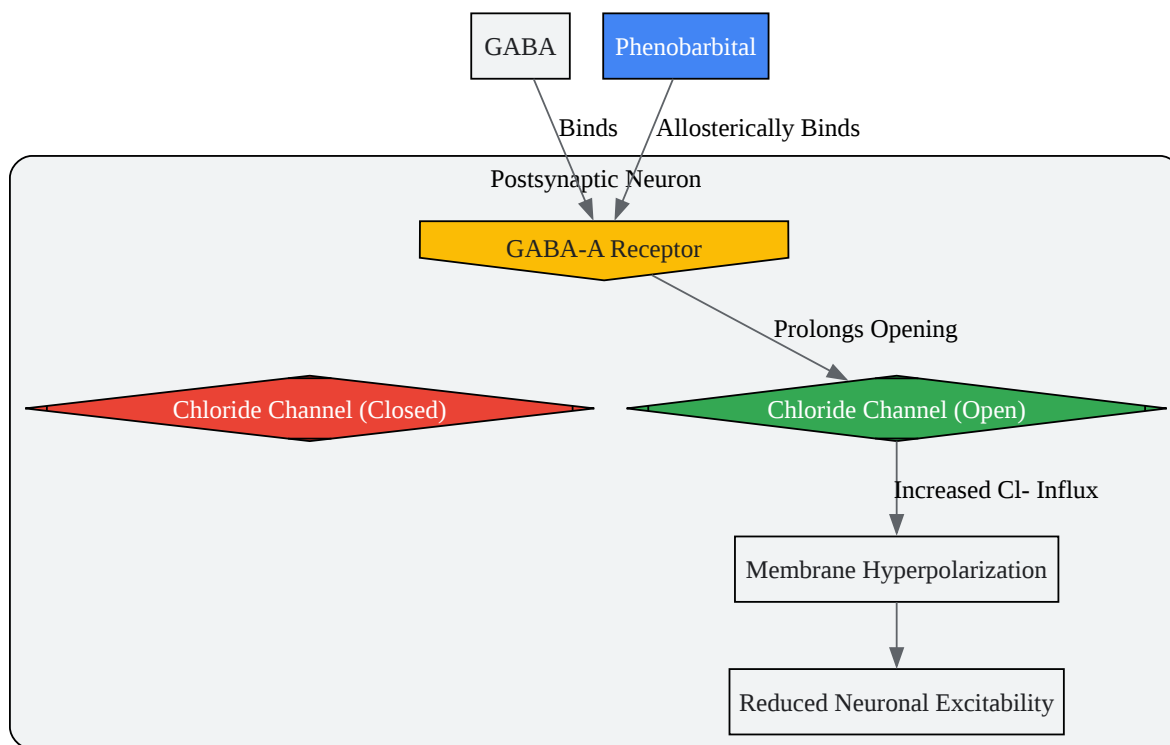 GABA
Phenobarbital
Binds
Allosterically Binds
Postsynaptic Neuron
GABA-A Receptor
Prolongs Opening
Chloride Channel (Closed)
Chloride Channel (Open)
Increased Cl- Influx
Membrane Hyperpolarization
Reduced Neuronal Excitability